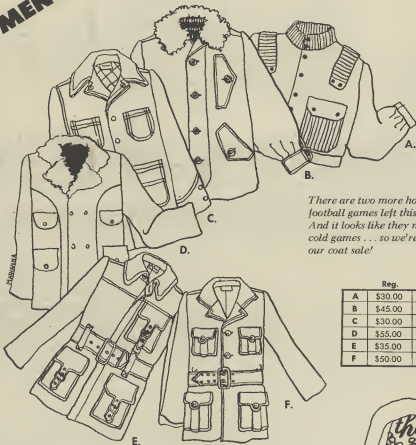 MEN
A.
B.
C.
D.
MARIANNA
E.
F.
There are two more
football games left this
And it looks like they
cold games . . . so we're
our coat sale!
Reg.
A $30.00
B $45.00
C $30.00
D $55.00
E $35.00
F $50.00